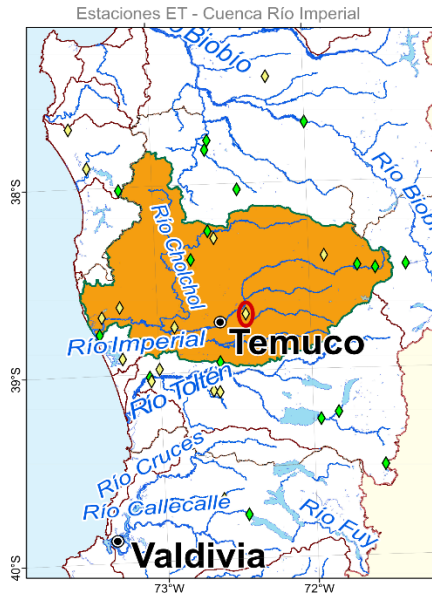 Estaciones ET - Cuenca Río Imperial
Río Biobío
38°S
Río Biobío
Río Cholchol
Río Imperial
Temuco
39°S
Río Toltén
Río Cruces
Río Callecalle
Río Fuy
Valdivia
40°S
73°W
72°W